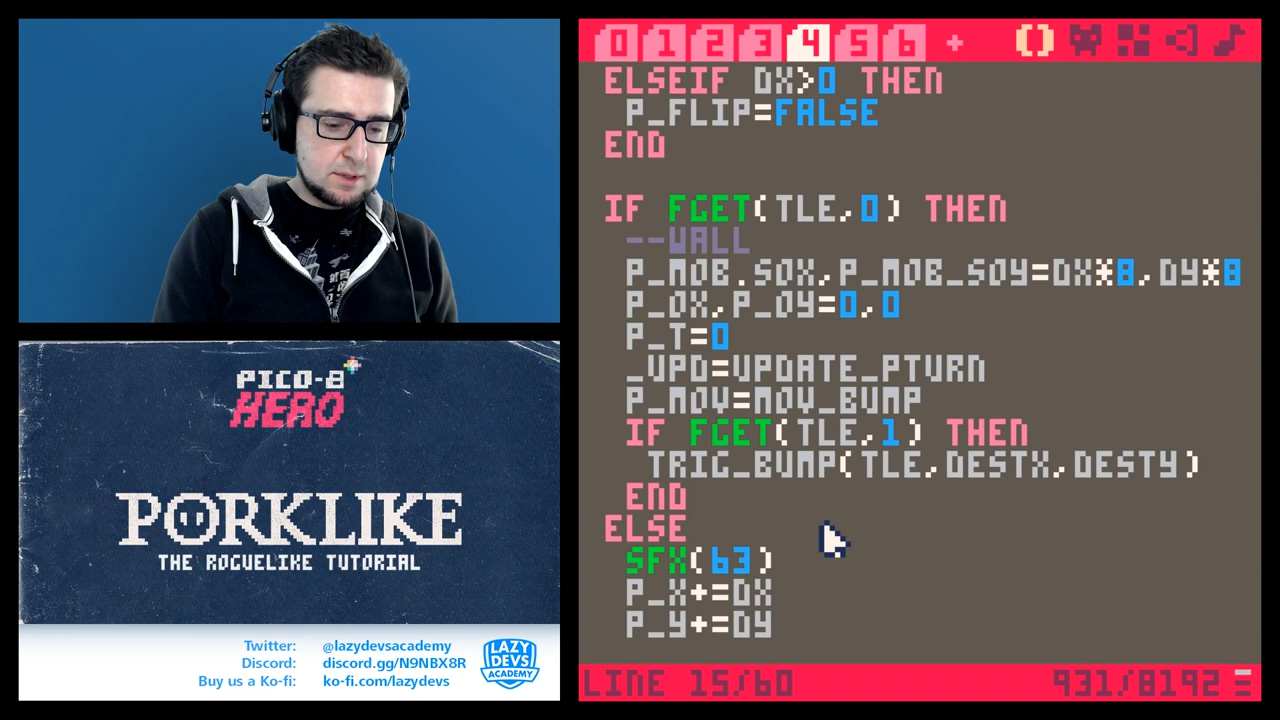 0 1 2 3 4 5 6 +
ELSEIF DX>0 THEN
P_FLIP=FALSE
END
IF FGET(TLE,0) THEN
--WALL
P_MOB.SOX,P_MOB_SOY=DX*8,DY*8
P_OX,P_OY=0,0
P_T=0
_UPD=UPDATE_PTURN
P_MOV=MOV_BUMP
IF FGET(TLE,1) THEN
TRIG_BUMP(TLE,DESTX,DESTY)
END
ELSE
SFX(63)
P_X+=DX
P_Y+=DY
LINE 15/60 931/8192
PICO-8
HERO
PORKLIKE
THE ROGUELIKE TUTORIAL
Twitter: @lazydevsacademy
Discord: discord.gg/N9NBX8R
Buy us a Ko-fi: ko-fi.com/lazydevs
LAZY
DEVS
ACADEMY